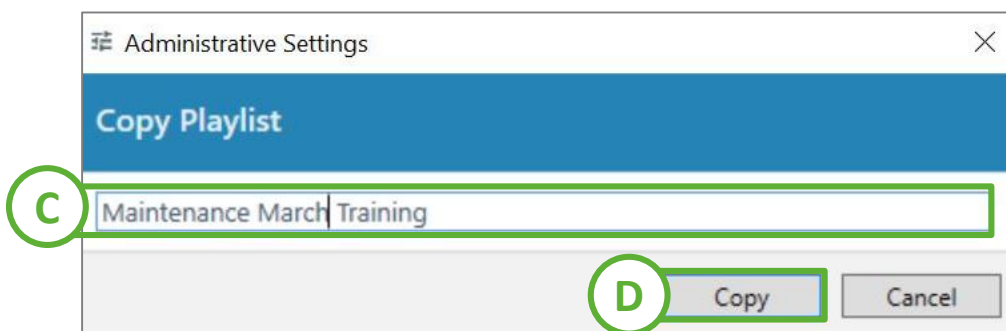 Administrative Settings
Copy Playlist
C Maintenance March Training
D Copy Cancel